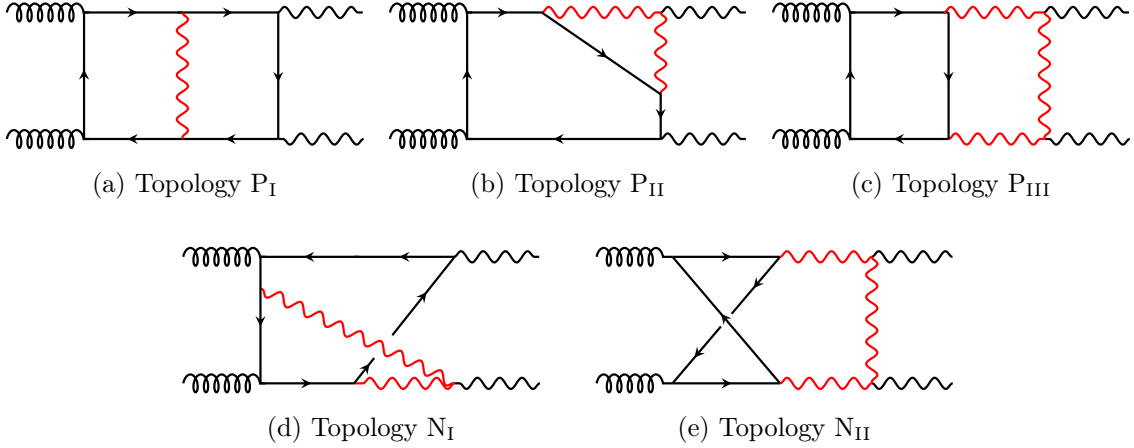 (a) Topology P_I
(b) Topology P_II
(c) Topology P_III
(d) Topology N_I
(e) Topology N_II